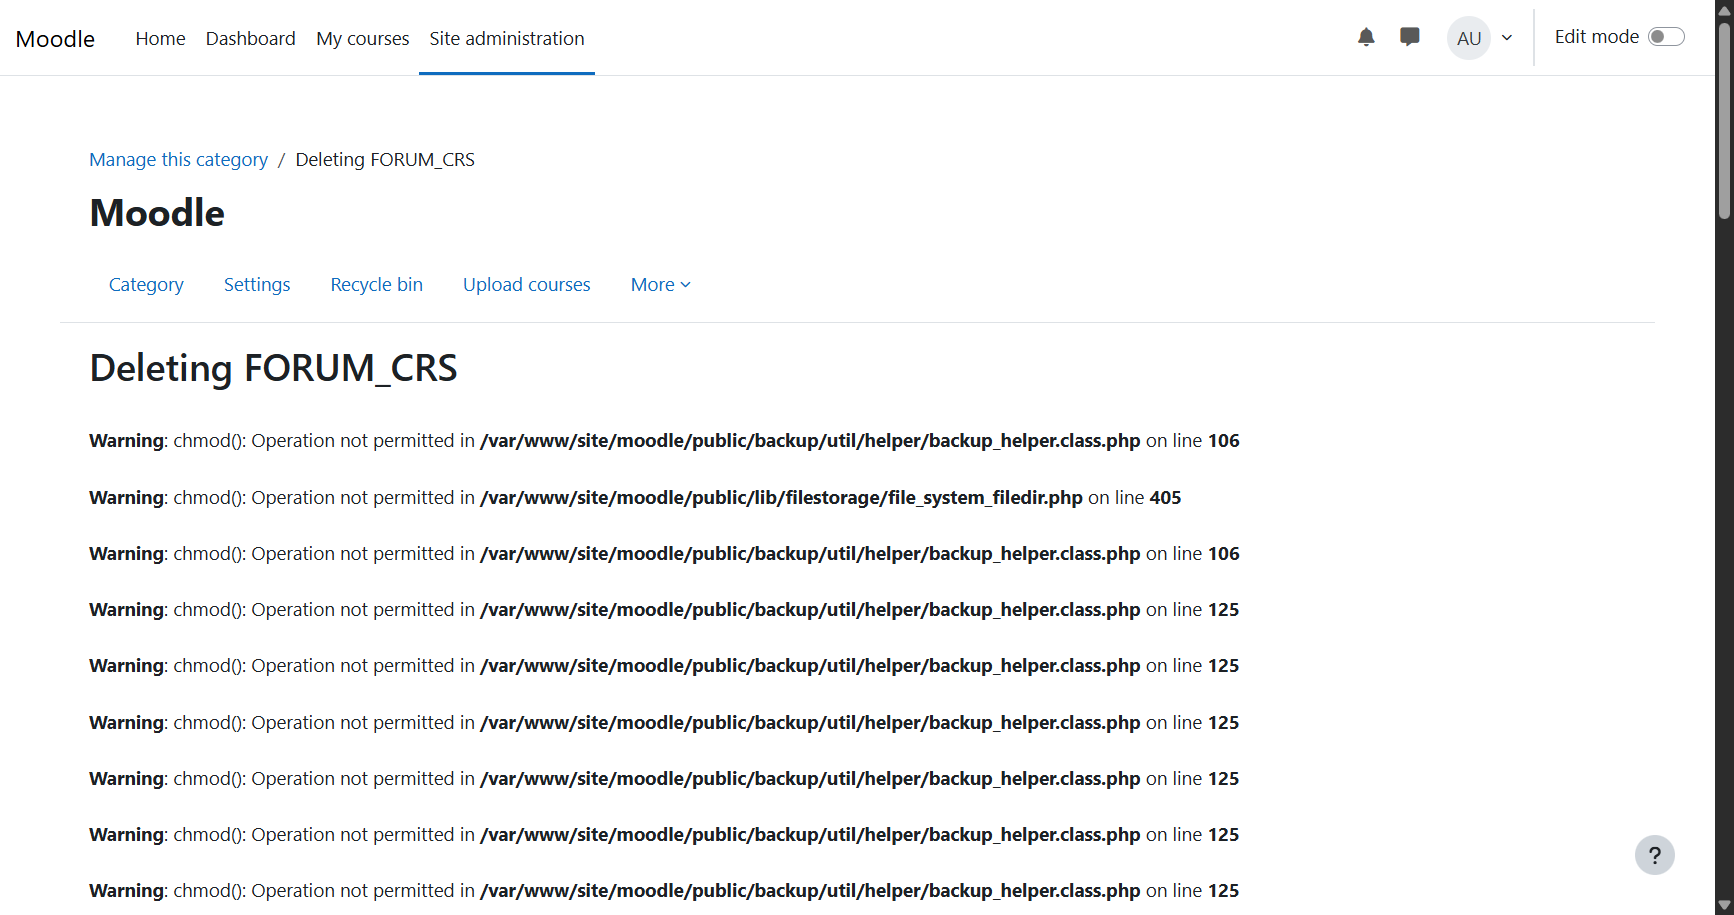 Moodle
Home
Dashboard
My courses
Site administration
AU
Edit mode
Manage this category / Deleting FORUM_CRS
Moodle
Category
Settings
Recycle bin
Upload courses
More
Deleting FORUM_CRS
Warning: chmod(): Operation not permitted in /var/www/site/moodle/public/backup/util/helper/backup_helper.class.php on line 106
Warning: chmod(): Operation not permitted in /var/www/site/moodle/public/lib/filestorage/file_system_filedir.php on line 405
Warning: chmod(): Operation not permitted in /var/www/site/moodle/public/backup/util/helper/backup_helper.class.php on line 106
Warning: chmod(): Operation not permitted in /var/www/site/moodle/public/backup/util/helper/backup_helper.class.php on line 125
Warning: chmod(): Operation not permitted in /var/www/site/moodle/public/backup/util/helper/backup_helper.class.php on line 125
Warning: chmod(): Operation not permitted in /var/www/site/moodle/public/backup/util/helper/backup_helper.class.php on line 125
Warning: chmod(): Operation not permitted in /var/www/site/moodle/public/backup/util/helper/backup_helper.class.php on line 125
Warning: chmod(): Operation not permitted in /var/www/site/moodle/public/backup/util/helper/backup_helper.class.php on line 125
Warning: chmod(): Operation not permitted in /var/www/site/moodle/public/backup/util/helper/backup_helper.class.php on line 125
?